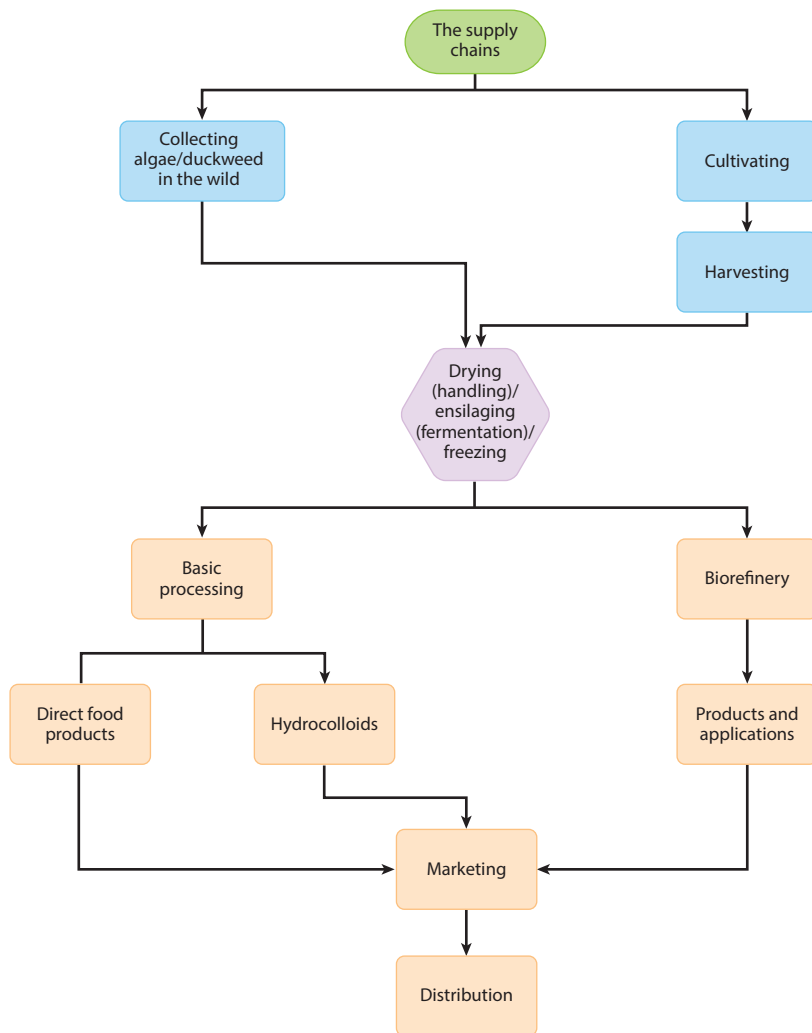 The supply
chains
Collecting
algae/duckweed
in the wild
Cultivating
Harvesting
Drying
(handling)/
ensilaging
(fermentation)/
freezing
Basic
processing
Biorefinery
Direct food
products
Hydrocolloids
Products and
applications
Marketing
Distribution